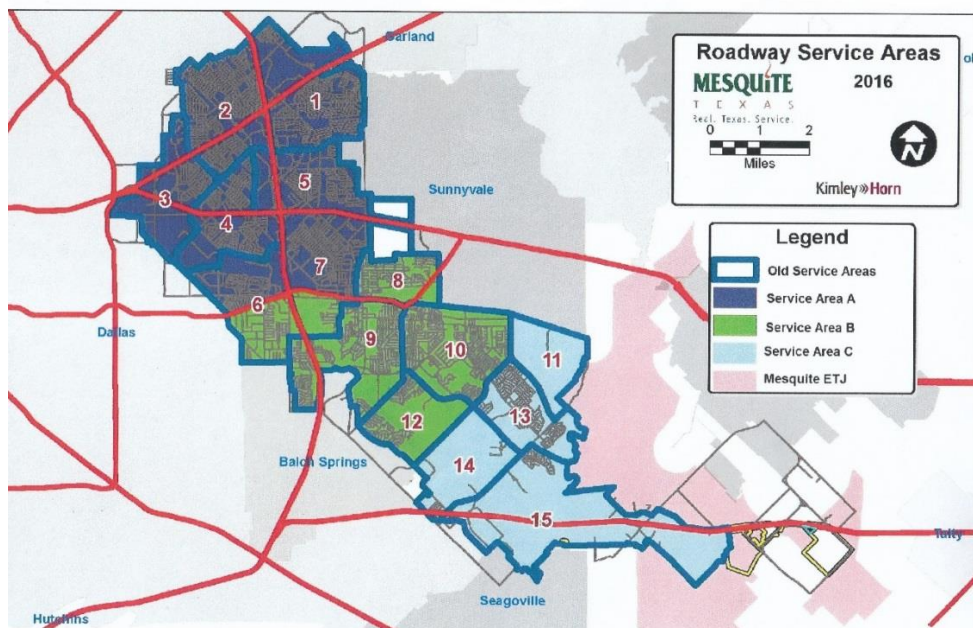 Garland
Roadway Service Areas
MESQUITE
2016
T E X A S
Real. Texas. Service.
0 1 2
Miles
N
Kimley»Horn
1
2
3
4
5
Sunnyvale
6
7
8
Dallas
9
10
11
12
13
Balch Springs
14
15
Seagoville
Hutchins
Legend
Old Service Areas
Service Area A
Service Area B
Service Area C
Mesquite ETJ